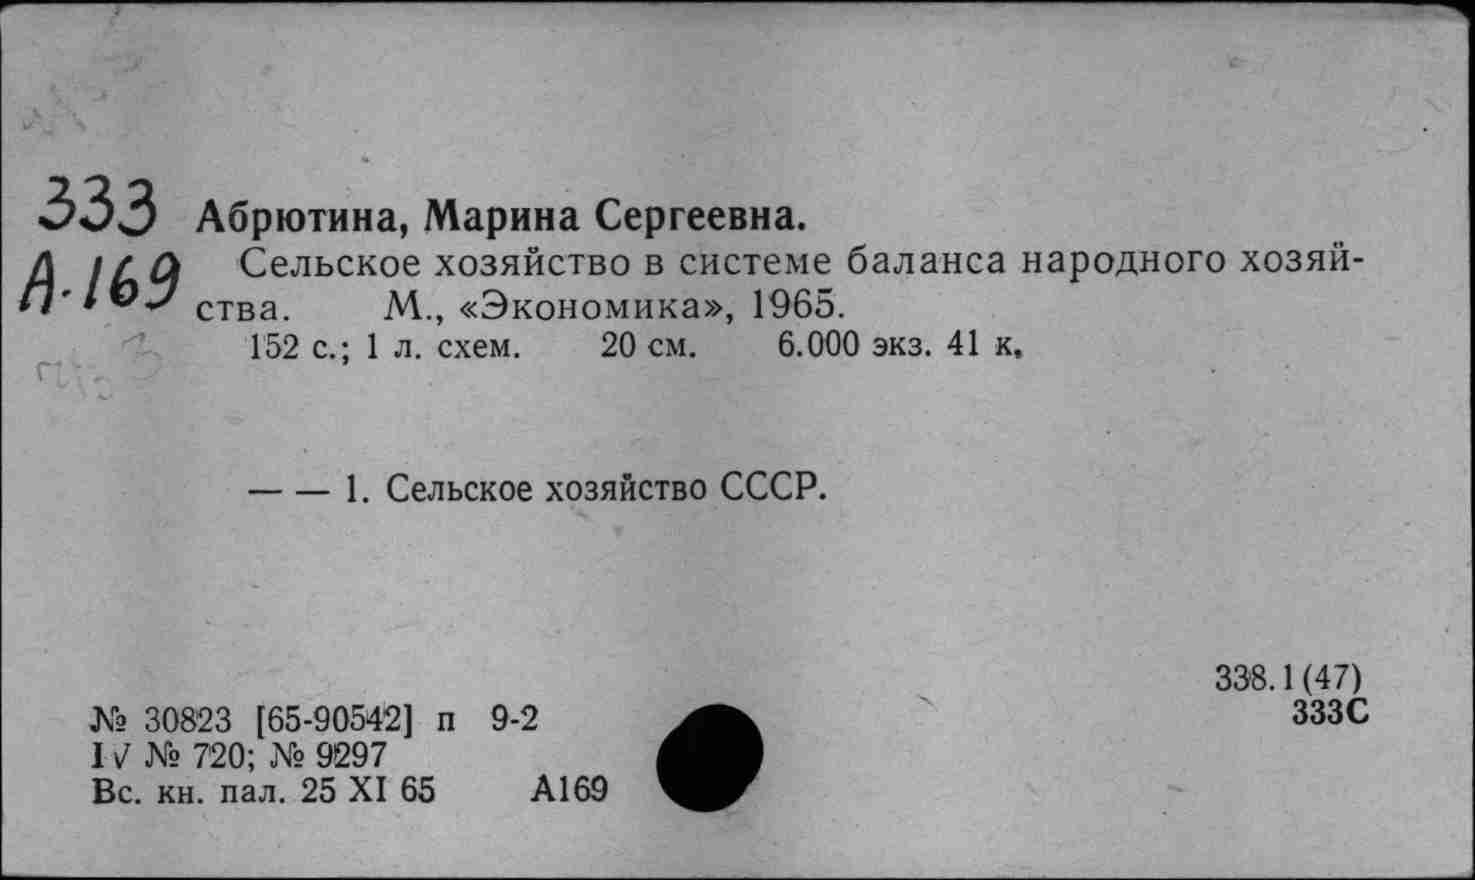 333 Абрютина, Марина Сергеевна.
А-169 Сельское хозяйство в системе баланса народного хозяй-
ства. М., «Экономика», 1965.
152 с.; 1 л. схем. 20 см. 6.000 экз. 41 к.
— — 1. Сельское хозяйство СССР.
338.1(47)
333С
№ 30823 [65-90542] п 9-2
I √ № 720; № 9297
Вс. кн. пал. 25 XI 65 А169